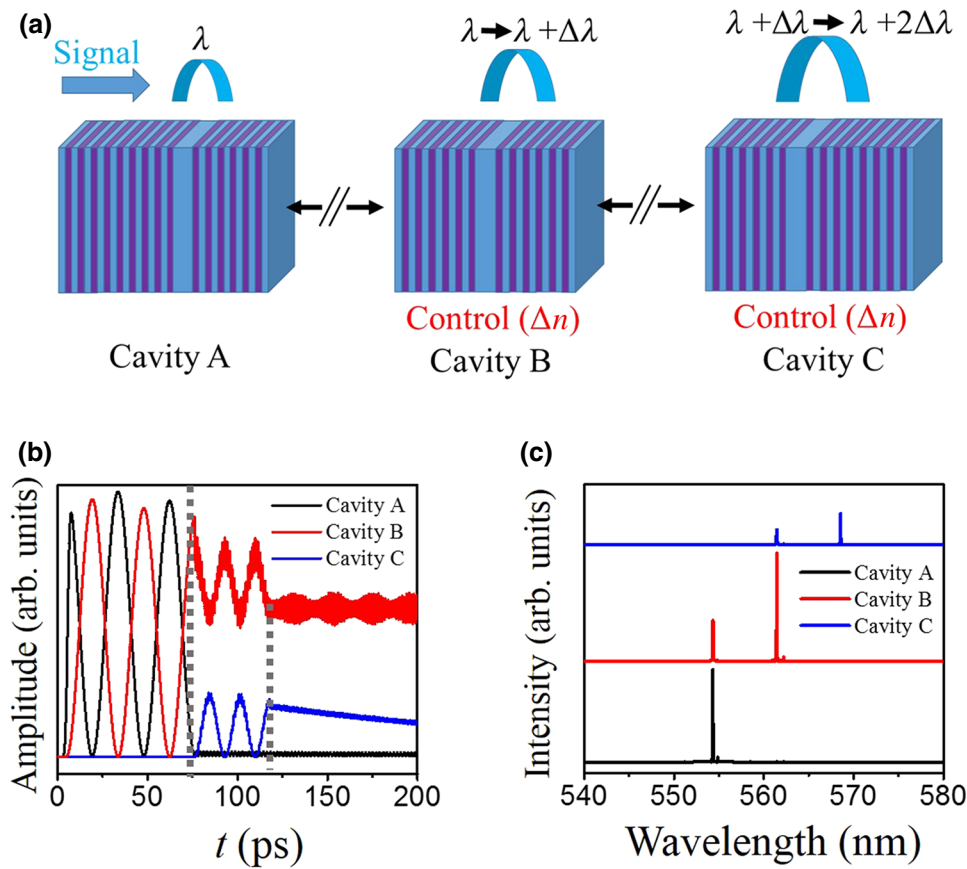 (a)
Signal
λ
λ→λ +Δλ
λ +Δλ→λ +2Δλ
Control (Δn)
Control (Δn)
Cavity A
Cavity B
Cavity C
(b)
Amplitude (arb. units)
Cavity A
Cavity B
Cavity C
0
50
100
150
200
t (ps)
(c)
Intensity (arb. units)
Cavity A
Cavity B
Cavity C
540
550
560
570
580
Wavelength (nm)